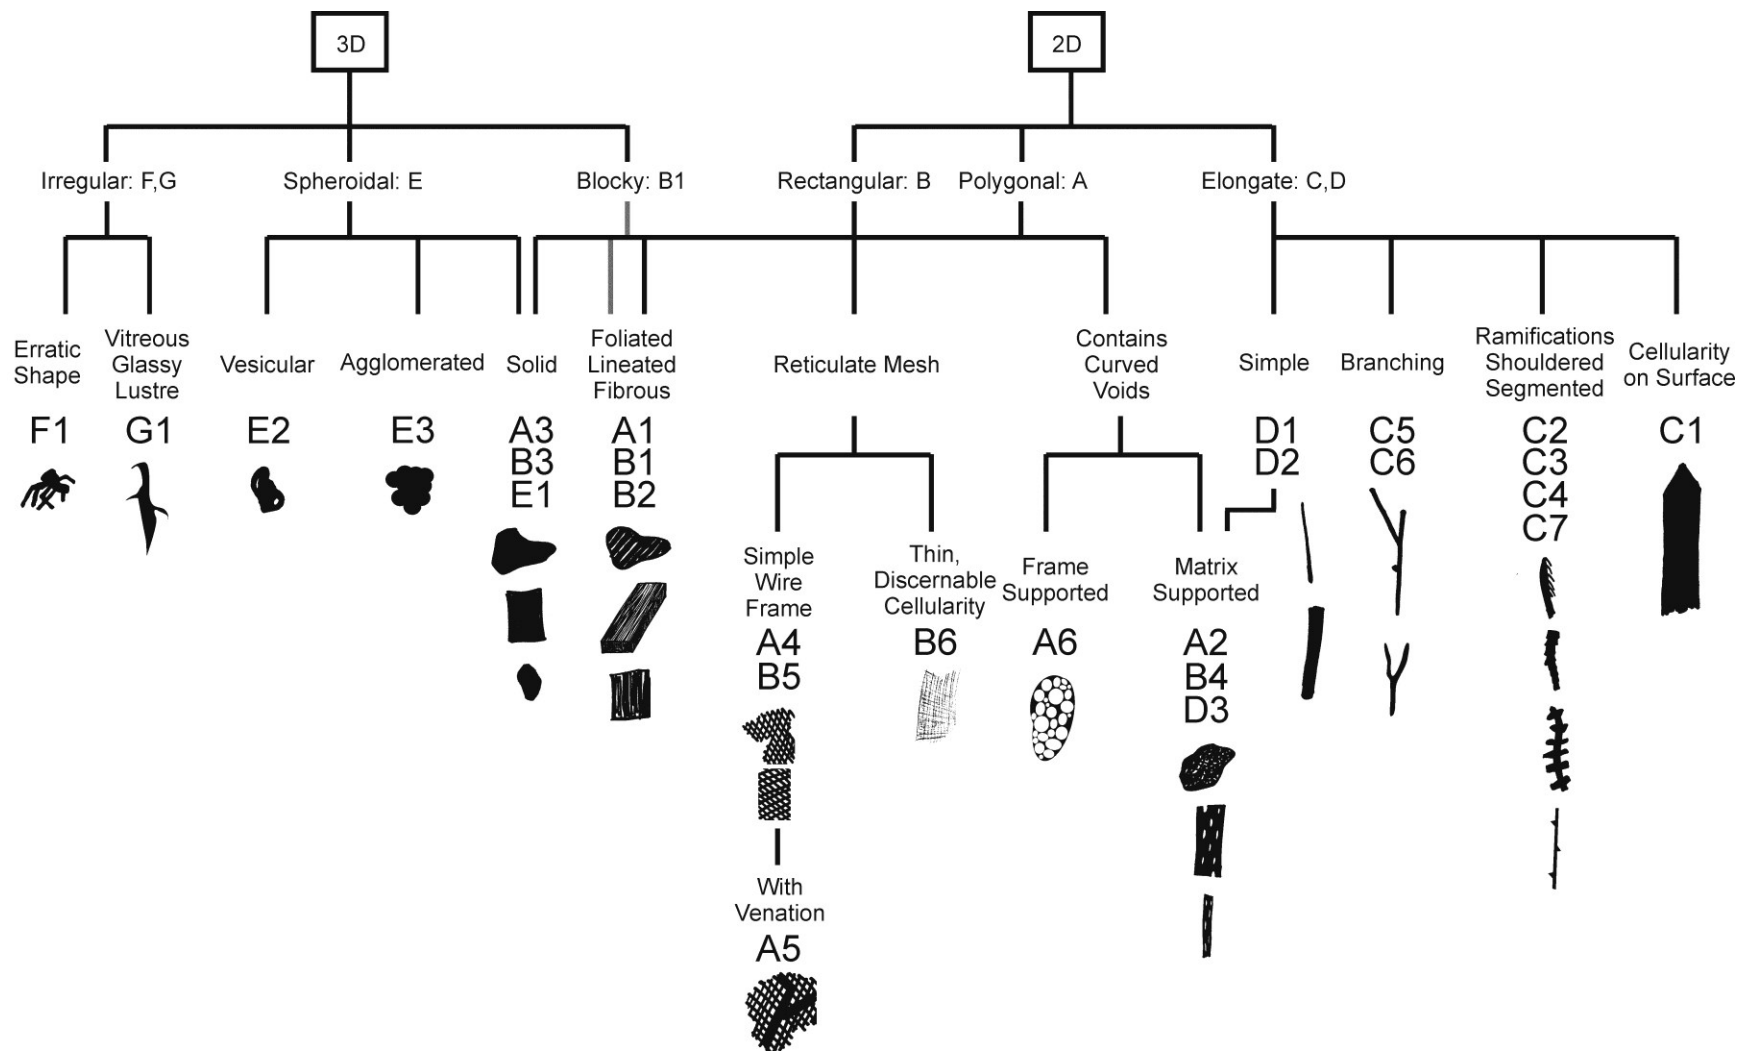 3D
2D
Irregular: F,G
Spheroidal: E
Blocky: B1
Rectangular: B
Polygonal: A
Elongate: C,D
Erratic
Shape
F1
Vitreous
Glassy
Lustre
G1
Vesicular
E2
Agglomerated
E3
Solid
A3
B3
E1
Foliated
Lineated
Fibrous
A1
B1
B2
Reticulate Mesh
Contains
Curved
Voids
Simple
D1
D2
Branching
C5
C6
Ramifications
Shouldered
Segmented
C2
C3
C4
C7
Cellularity
on Surface
C1
Simple
Wire
Frame
A4
B5
Thin,
Discernable
Cellularity
B6
Frame
Supported
A6
Matrix
Supported
A2
B4
D3
With
Venation
A5